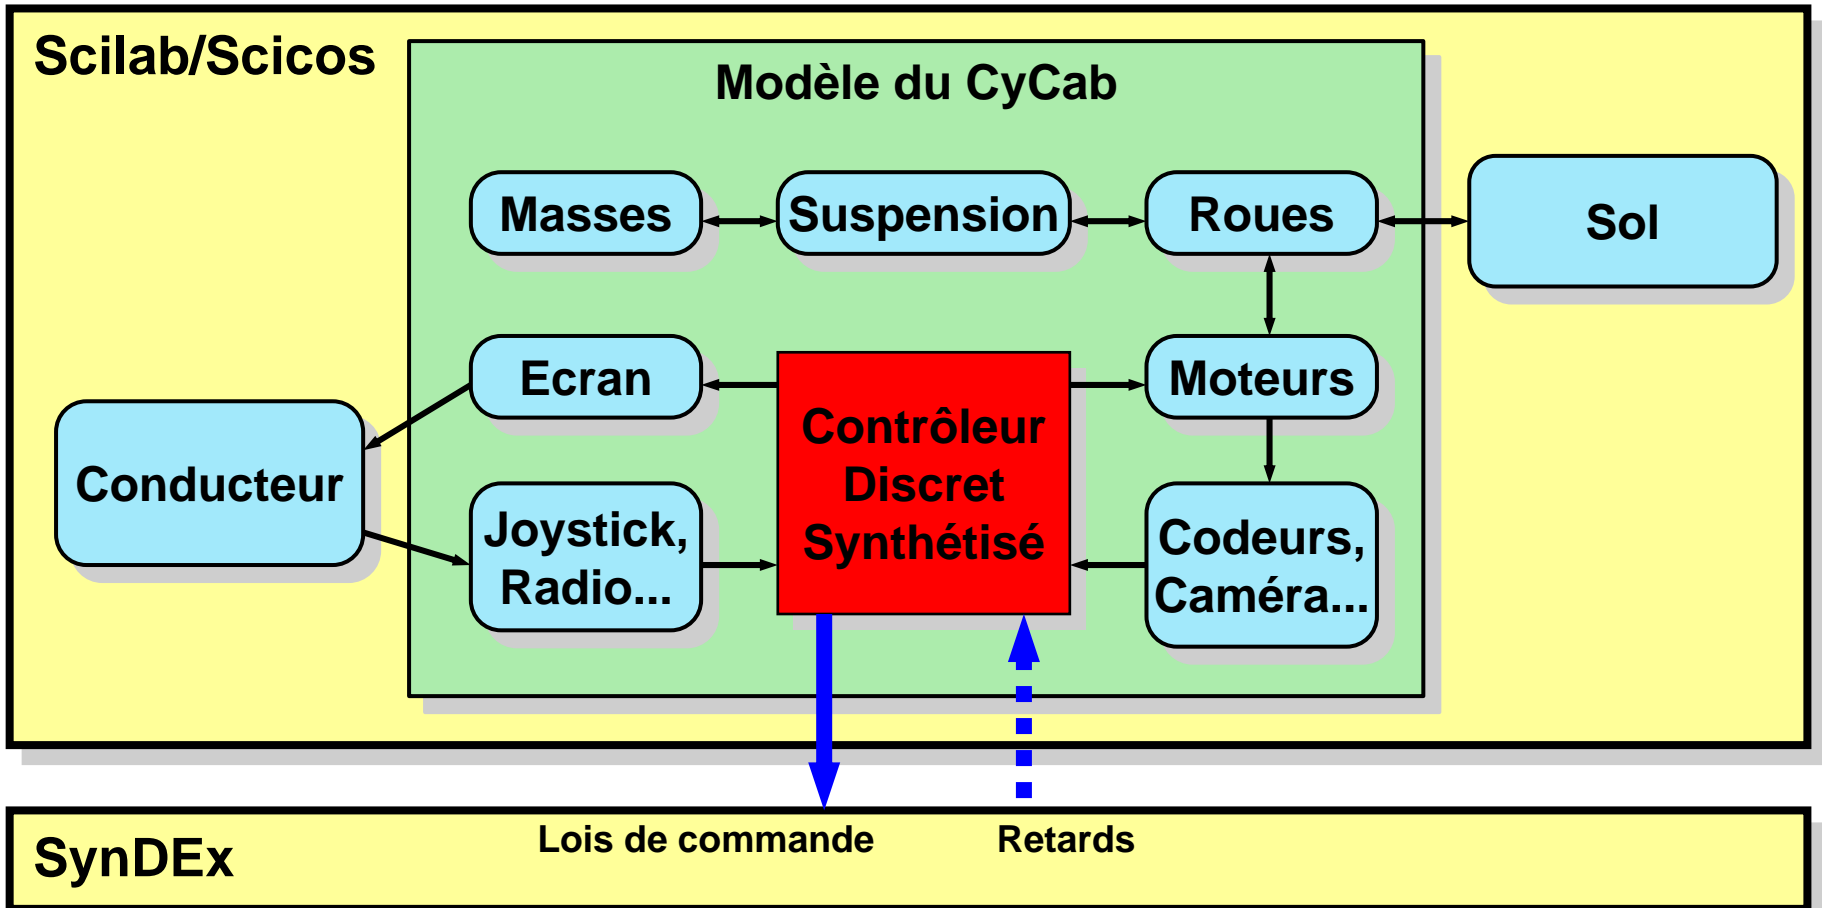 Scilab/Scicos
Modèle du CyCab
Masses
Suspension
Roues
Sol
Ecran
Moteurs
Conducteur
Contrôleur
Discret
Synthétisé
Joystick,
Radio...
Codeurs,
Caméra...
Lois de commande
Retards
SynDEx